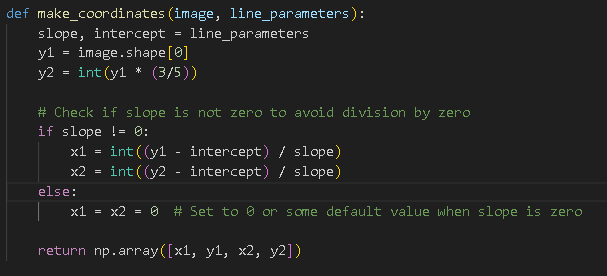 def make_coordinates(image, line_parameters):
    slope, intercept = line_parameters
    y1 = image.shape[0]
    y2 = int(y1 * (3/5))

    # Check if slope is not zero to avoid division by zero
    if slope != 0:
        x1 = int((y1 - intercept) / slope)
        x2 = int((y2 - intercept) / slope)
    else:
        x1 = x2 = 0  # Set to 0 or some default value when slope is zero

    return np.array([x1, y1, x2, y2])